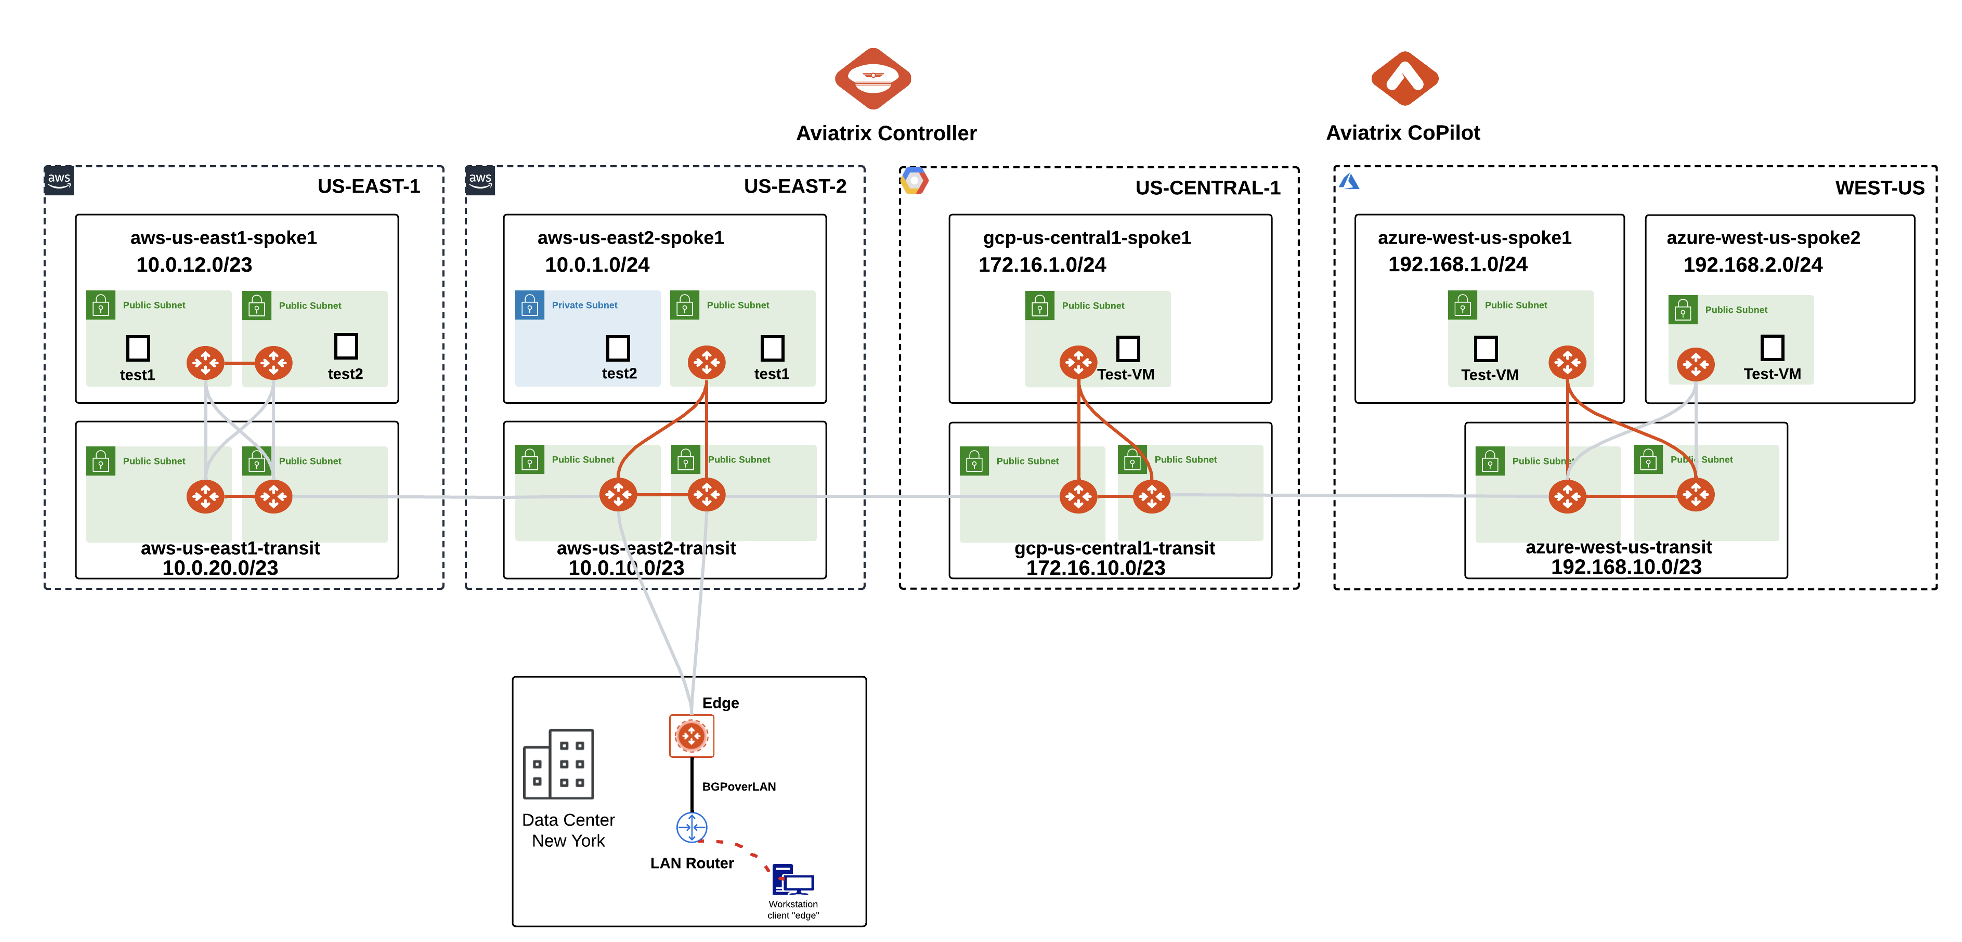 Aviatrix Controller
Aviatrix CoPilot
aws
US-EAST-1
aws-us-east1-spoke1
10.0.12.0/23
Public Subnet
Public Subnet
test1
test2
Public Subnet
Public Subnet
aws-us-east1-transit
10.0.20.0/23
aws
US-EAST-2
aws-us-east2-spoke1
10.0.1.0/24
Private Subnet
Public Subnet
test2
test1
Public Subnet
Public Subnet
aws-us-east2-transit
10.0.10.0/23
US-CENTRAL-1
gcp-us-central1-spoke1
172.16.1.0/24
Public Subnet
Test-VM
Public Subnet
Public Subnet
gcp-us-central1-transit
172.16.10.0/23
WEST-US
azure-west-us-spoke1
192.168.1.0/24
Public Subnet
Test-VM
azure-west-us-spoke2
192.168.2.0/24
Public Subnet
Test-VM
Public Subnet
Public Subnet
azure-west-us-transit
192.168.10.0/23
Edge
BGPoverLAN
Data Center
New York
LAN Router
Workstation
client "edge"